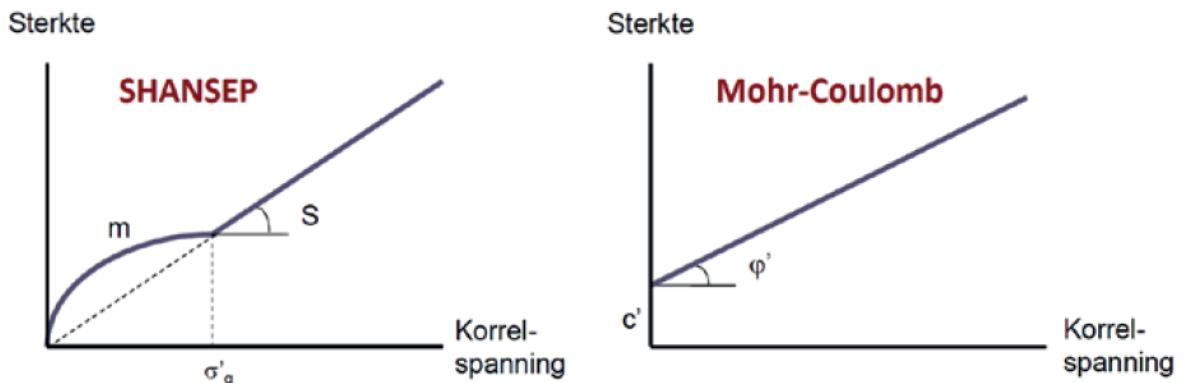 Sterkte
SHANSEP
m
S
Korrel-
spanning
σ'g
Sterkte
Mohr-Coulomb
φ'
c'
Korrel-
spanning